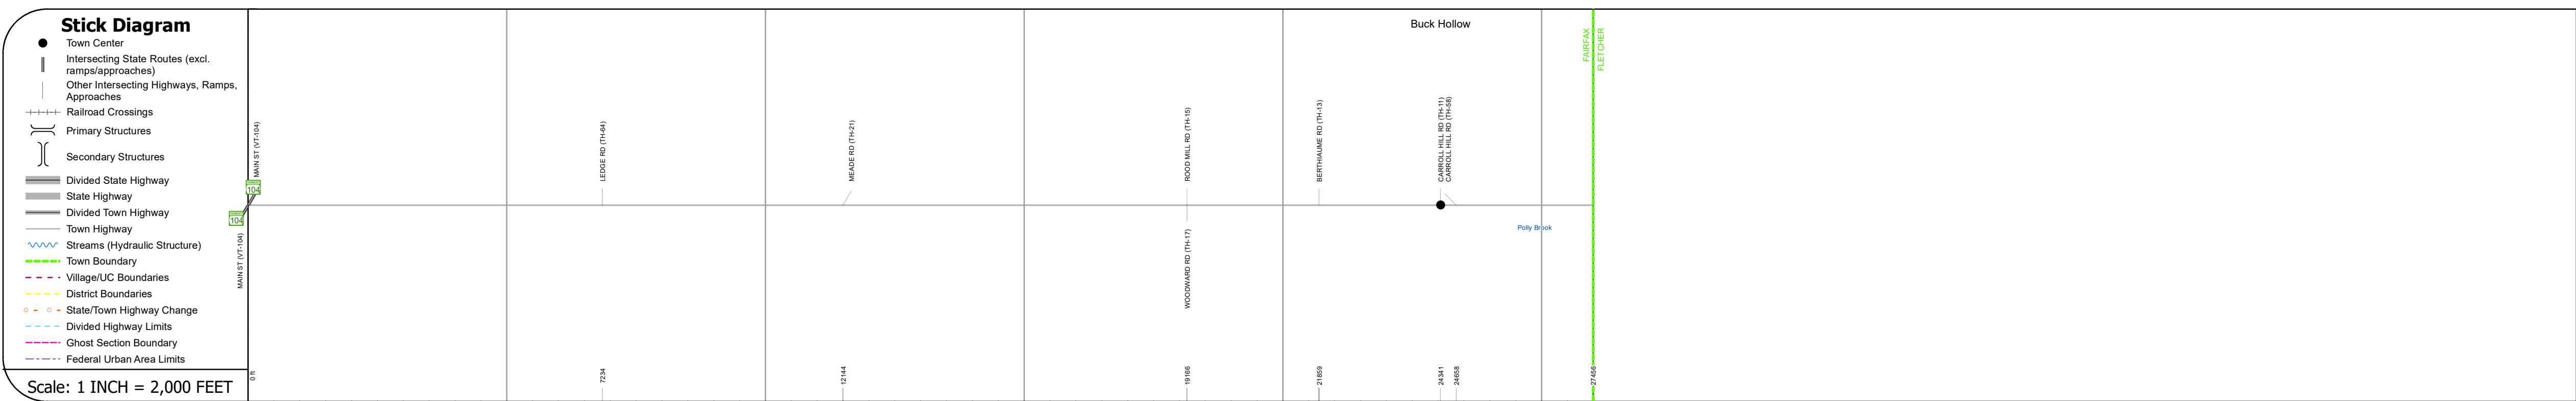 Stick Diagram
Town Center
Intersecting State Routes (excl.
ramps/approaches)
Other Intersecting Highways, Ramps,
Approaches
Railroad Crossings
Primary Structures
Secondary Structures
Divided State Highway
State Highway
Divided Town Highway
Town Highway
Streams (Hydraulic Structure)
Town Boundary
Village/UC Boundaries
District Boundaries
State/Town Highway Change
Divided Highway Limits
Ghost Section Boundary
Federal Urban Area Limits
Scale: 1 INCH = 2,000 FEET
MAIN ST (VT-104)
104
104
MAIN ST (VT-104)
LEDGE RD (TH-64)
MEADE RD (TH-21)
ROOD MILL RD (TH-15)
WOODWARD RD (TH-17)
BERTHIAUME RD (TH-13)
Buck Hollow
CARROLL HILL RD (TH-11)
CARROLL HILL RD (TH-58)
Polly Brook
FAIRFAX
FLETCHER
0 ft
7234
12144
19166
21859
24341
24658
27456